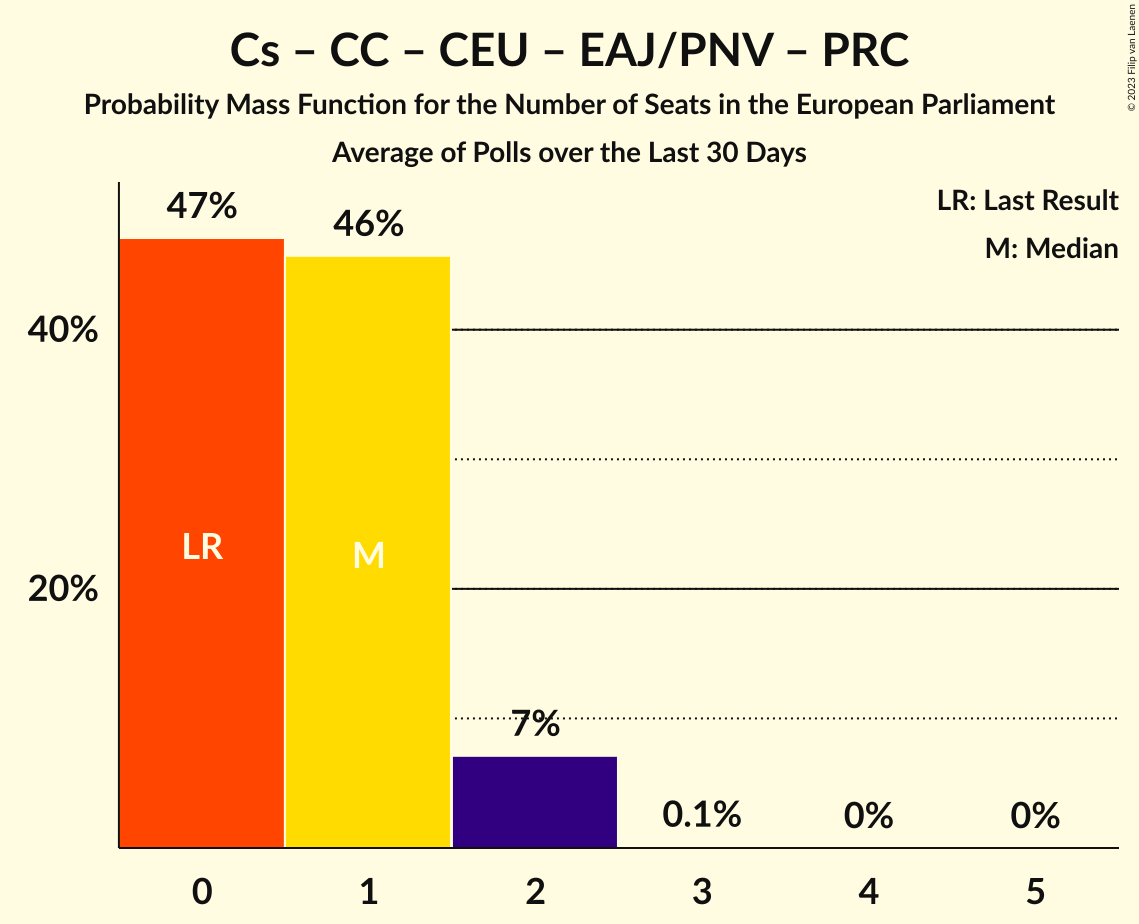 Cs – CC – CEU – EAJ/PNV – PRC
Probability Mass Function for the Number of Seats in the European Parliament
Average of Polls over the Last 30 Days
© 2023 Filip van Laenen
LR: Last Result
M: Median
47%
46%
40%
LR
M
20%
7%
0.1%
0%
0%
0
1
2
3
4
5